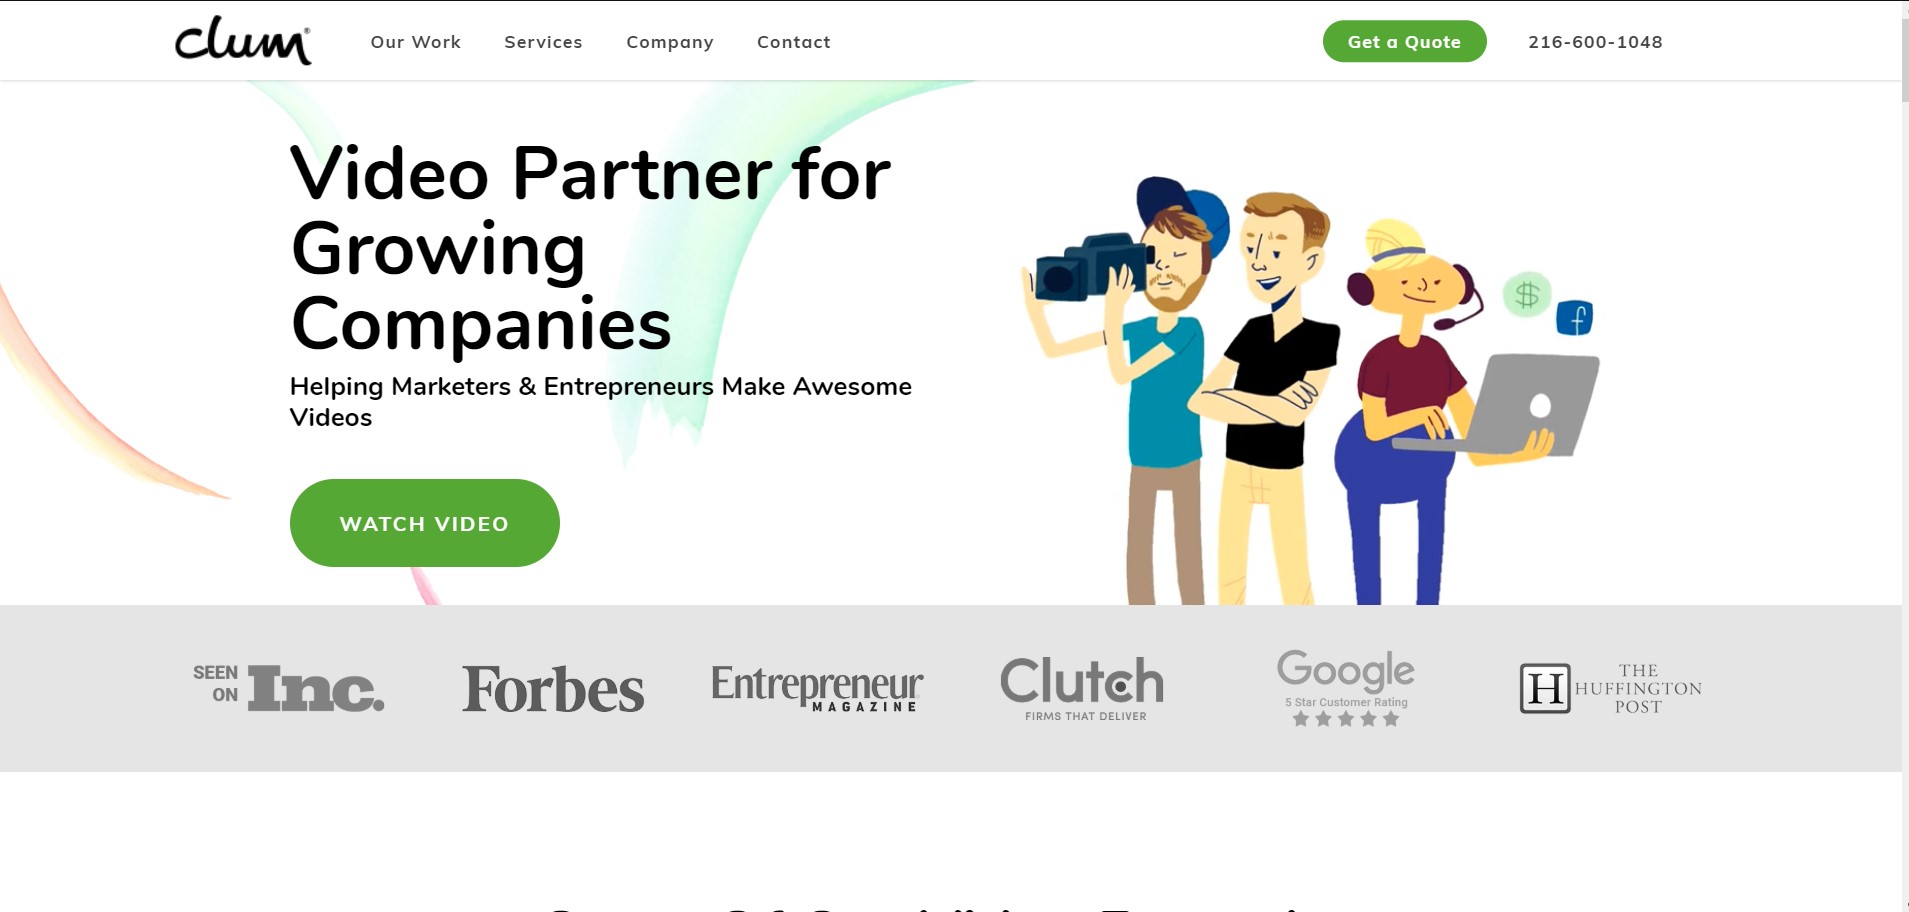 clum®
Our Work
Services
Company
Contact
Get a Quote
216-600-1048
Video Partner for
Growing
Companies
Helping Marketers & Entrepreneurs Make Awesome
Videos
WATCH VIDEO
$
f
SEEN
ON
Inc.
Forbes
Entrepreneur
MAGAZINE
Clutch
FIRMS THAT DELIVER
Google
5 Star Customer Rating
H
THE
HUFFINGTON
POST